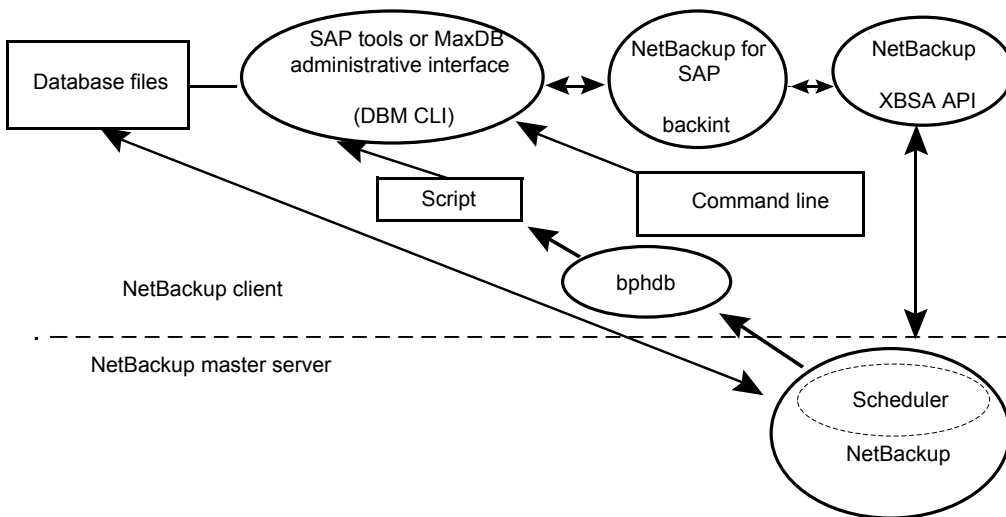 Database files
SAP tools or MaxDB
administrative interface
(DBM CLI)
NetBackup for
SAP
backint
NetBackup
XBSA API
Script
Command line
bphdb
NetBackup client
NetBackup master server
Scheduler
NetBackup